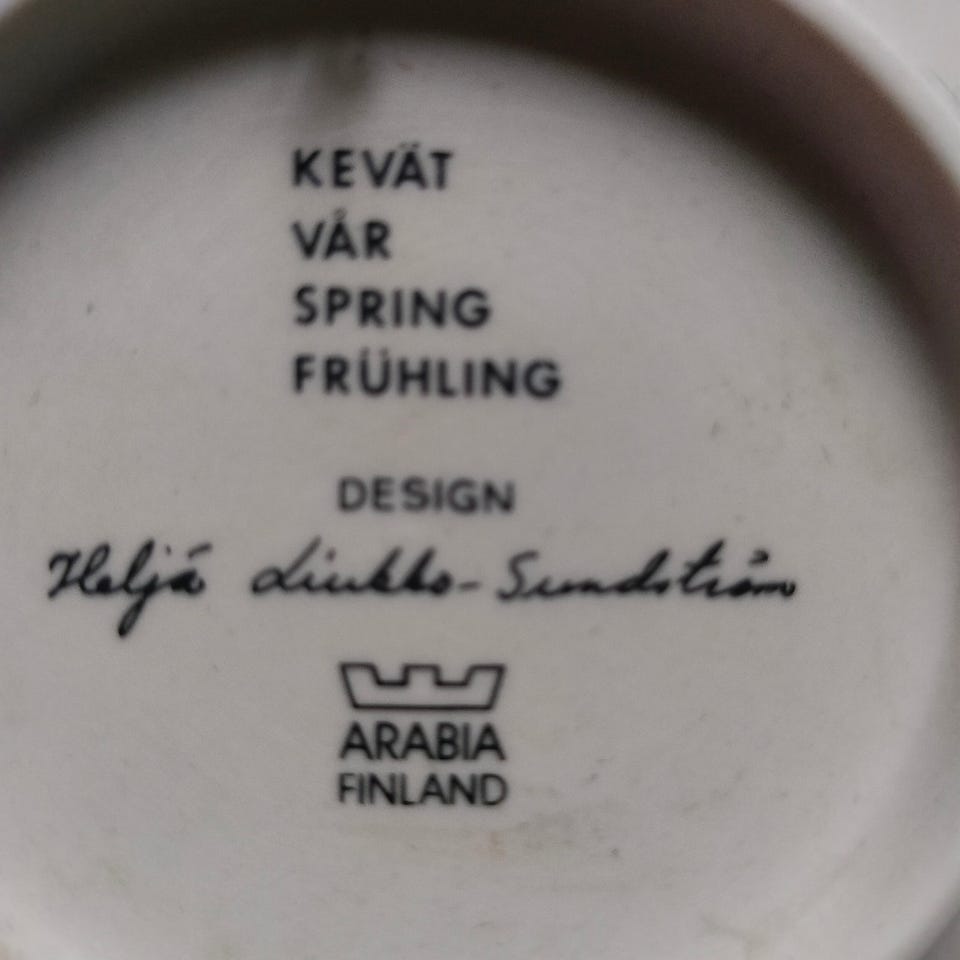 KEVÄT
VÅR
SPRING
FRÜHLING
DESIGN
Heljä Liukko-Sundström
ARABIA
FINLAND